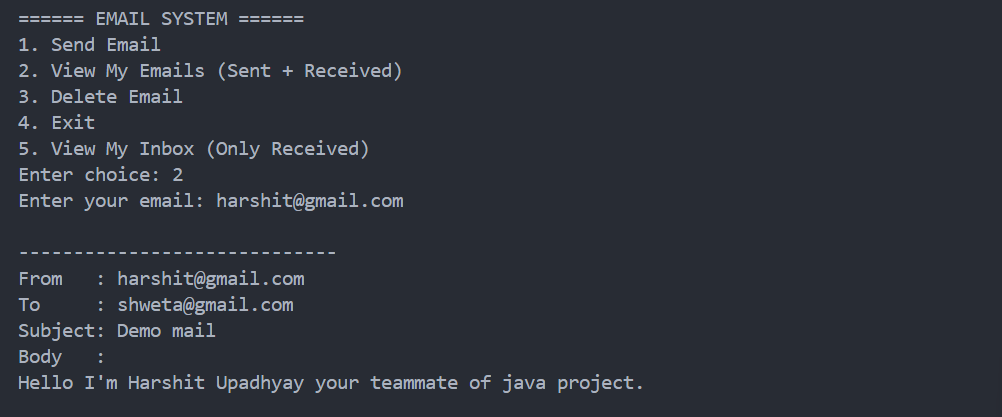 ====== EMAIL SYSTEM ======
1. Send Email
2. View My Emails (Sent + Received)
3. Delete Email
4. Exit
5. View My Inbox (Only Received)
Enter choice: 2
Enter your email: harshit@gmail.com
-----------------------------
From   : harshit@gmail.com
To     : shweta@gmail.com
Subject: Demo mail
Body   :
Hello I'm Harshit Upadhyay your teammate of java project.